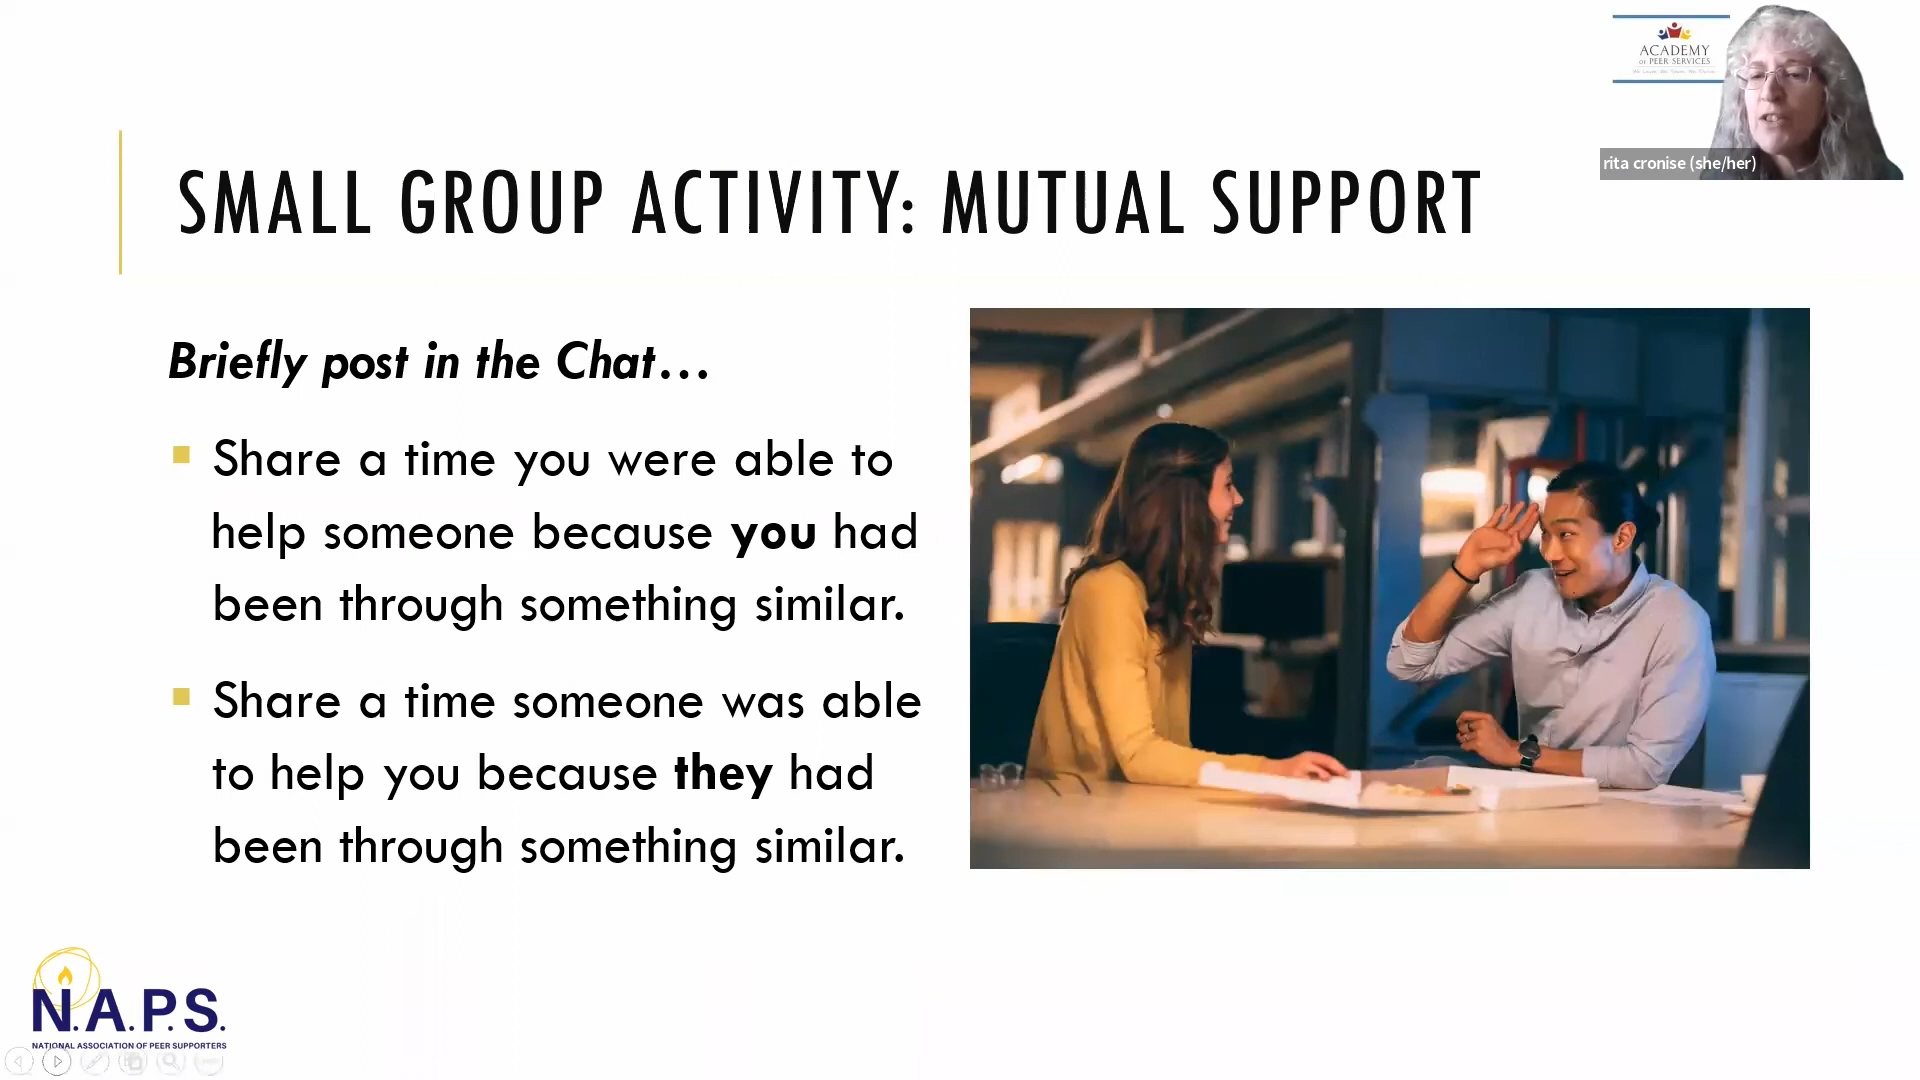 ACADEMY
OF PEER SERVICES
rita cronise (she/her)
SMALL GROUP ACTIVITY: MUTUAL SUPPORT
Briefly post in the Chat...
Share a time you were able to
help someone because you had
been through something similar.
Share a time someone was able
to help you because they had
been through something similar.
N.A.P.S.
NATIONAL ASSOCIATION OF PEER SUPPORTERS